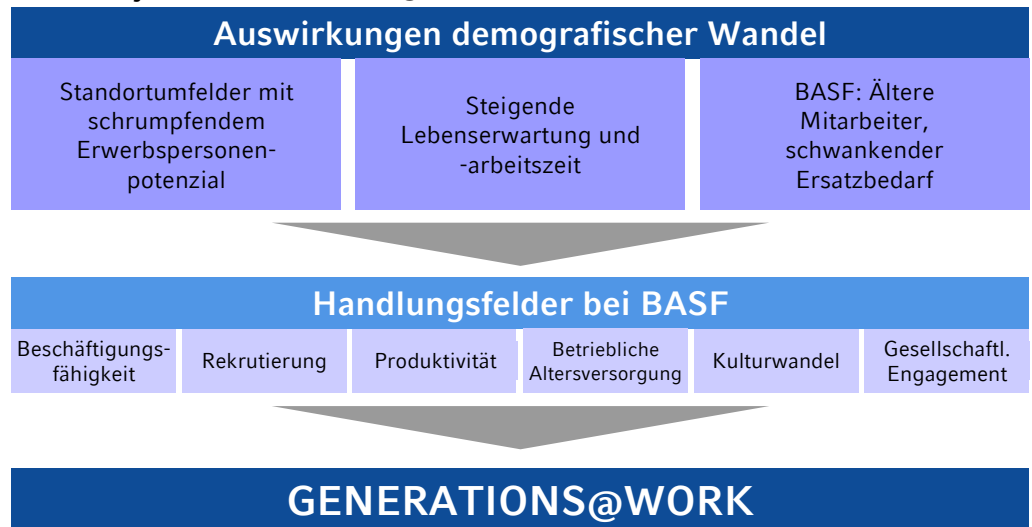 Auswirkungen demografischer Wandel
Standortumfelder mit
schrumpfendem
Erwerbspersonen-
potenzial
Steigende
Lebenserwartung und
-arbeitszeit
BASF: Ältere
Mitarbeiter,
schwankender
Ersatzbedarf
Handlungsfelder bei BASF
Beschäftigungs-
fähigkeit
Rekrutierung
Produktivität
Betriebliche
Altersversorgung
Kulturwandel
Gesellschaftl.
Engagement
GENERATIONS@WORK